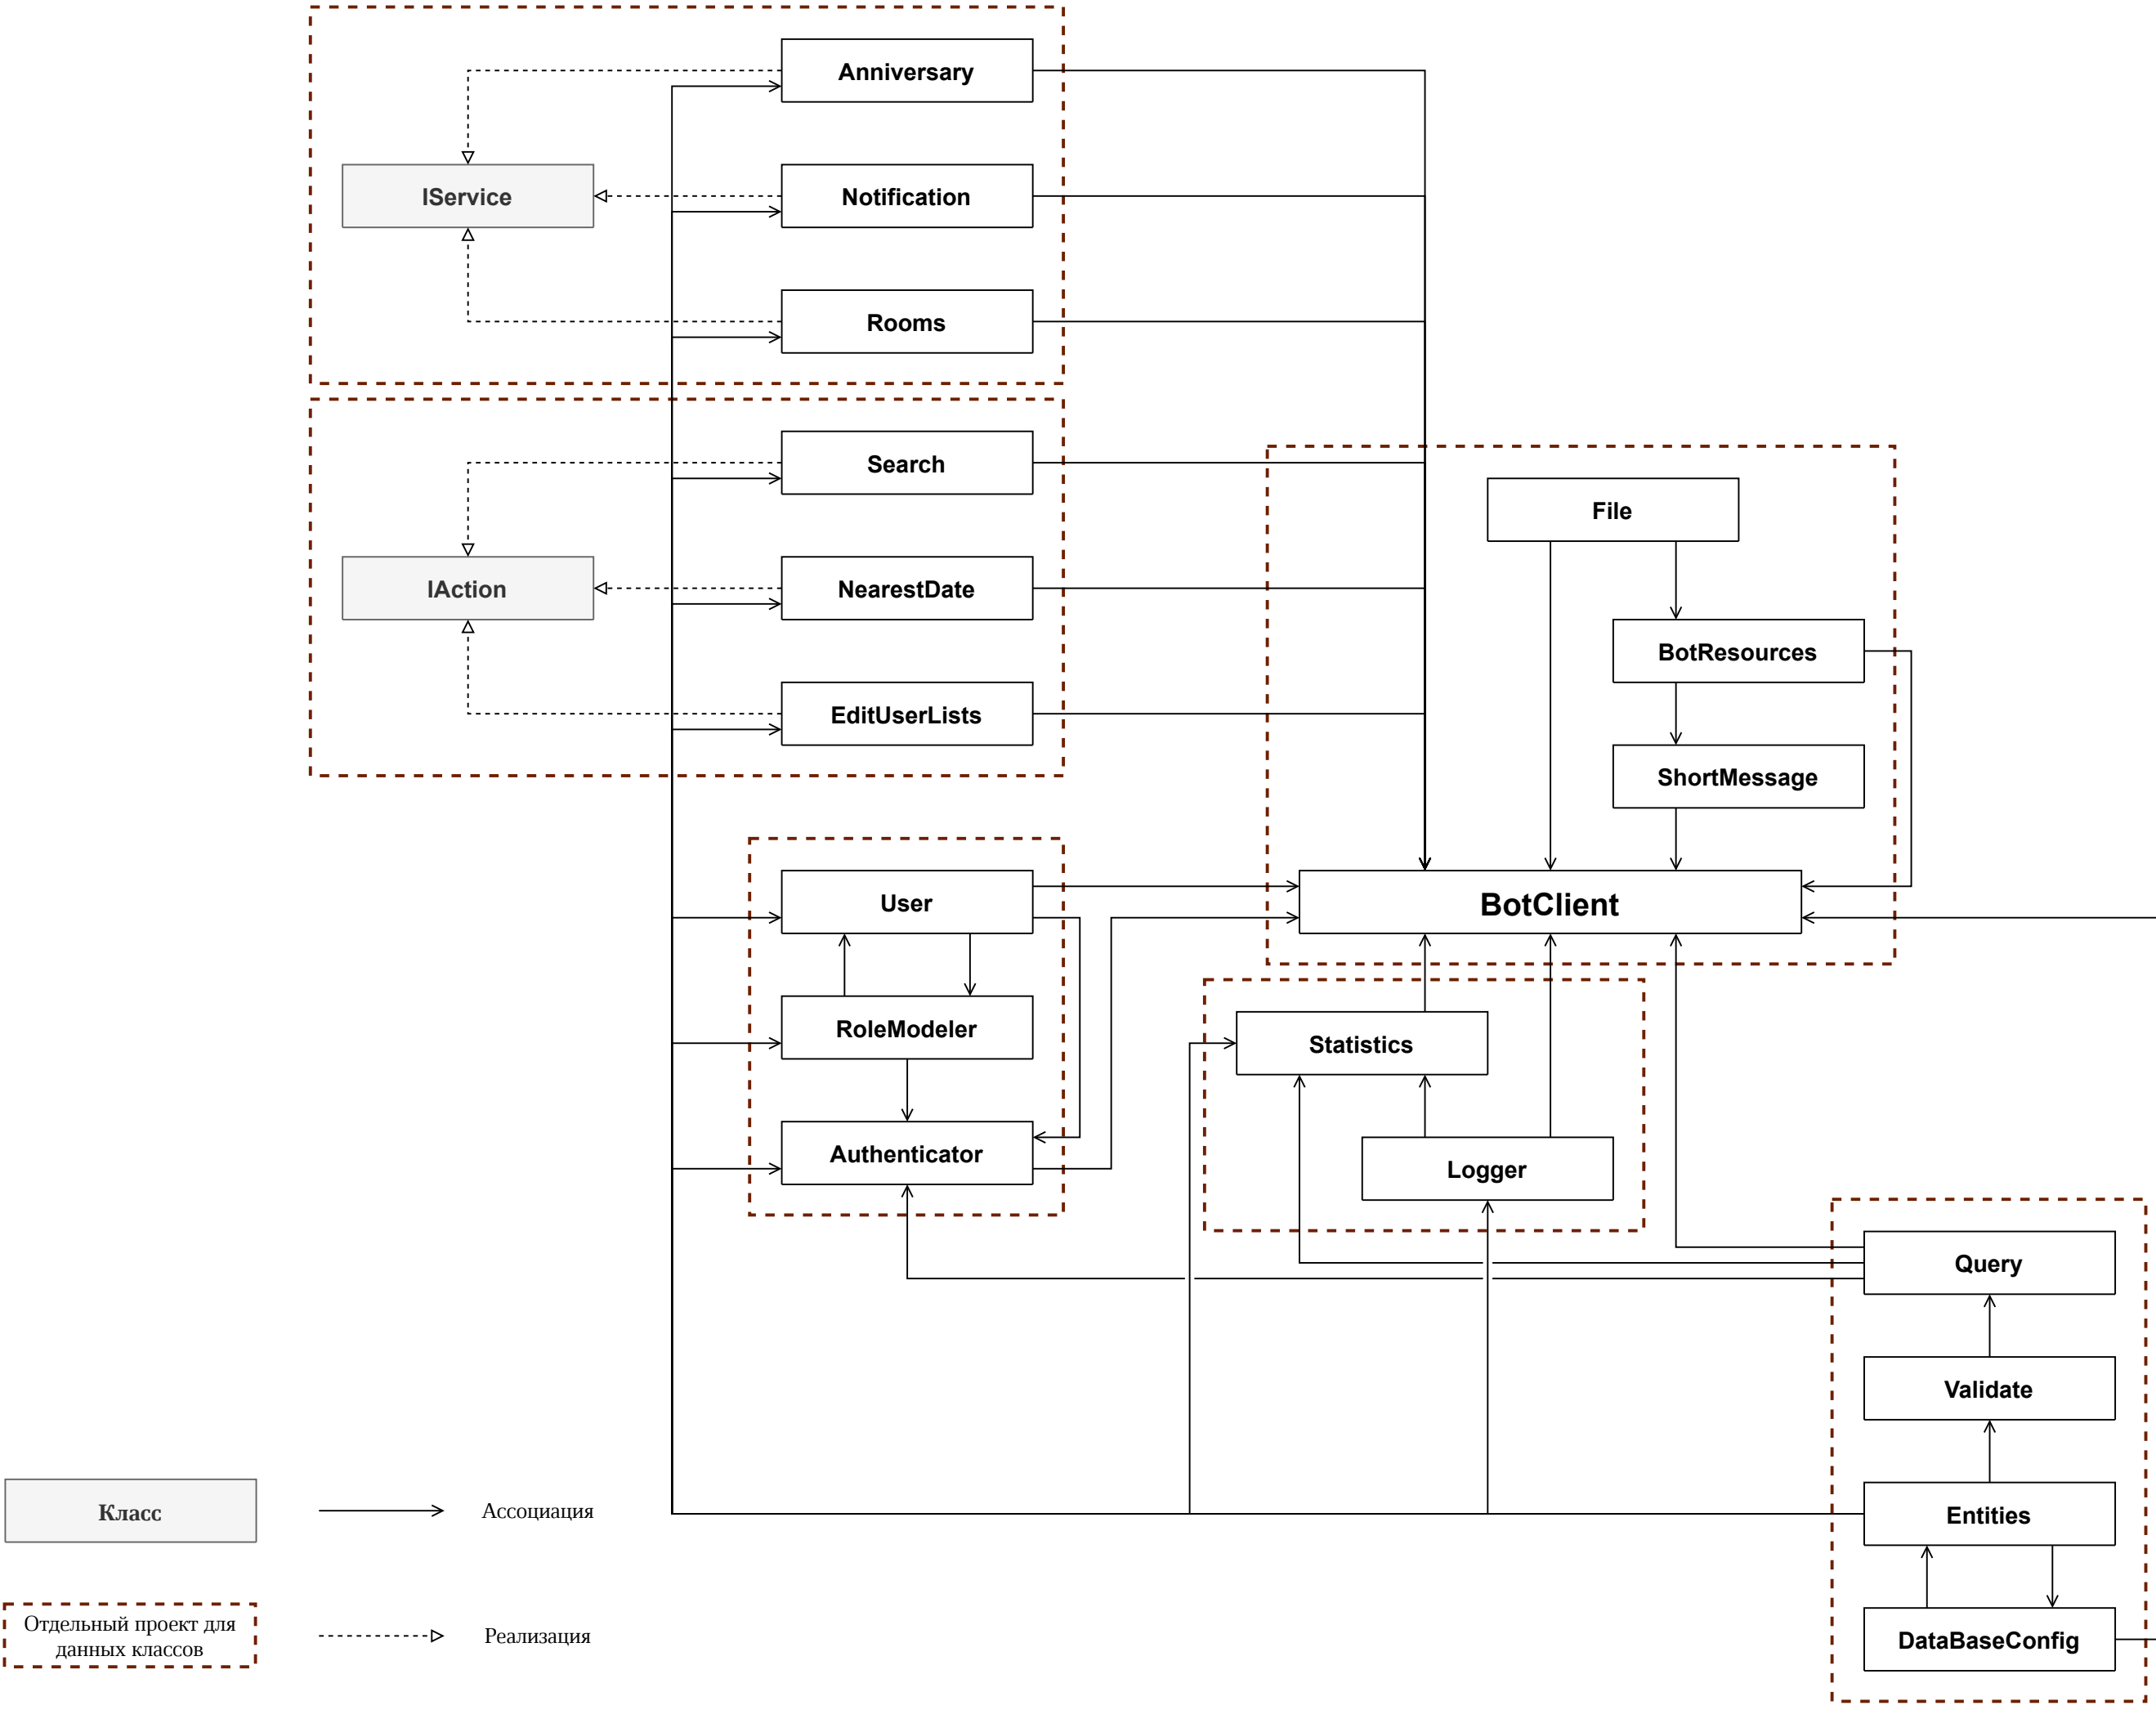 Anniversary
IService
Notification
Rooms
Search
File
IAction
NearestDate
BotResources
EditUserLists
ShortMessage
User
BotClient
RoleModeler
Statistics
Authenticator
Logger
Query
Validate
Класс
Ассоциация
Entities
Отдельный проект для
данных классов
Реализация
DataBaseConfig